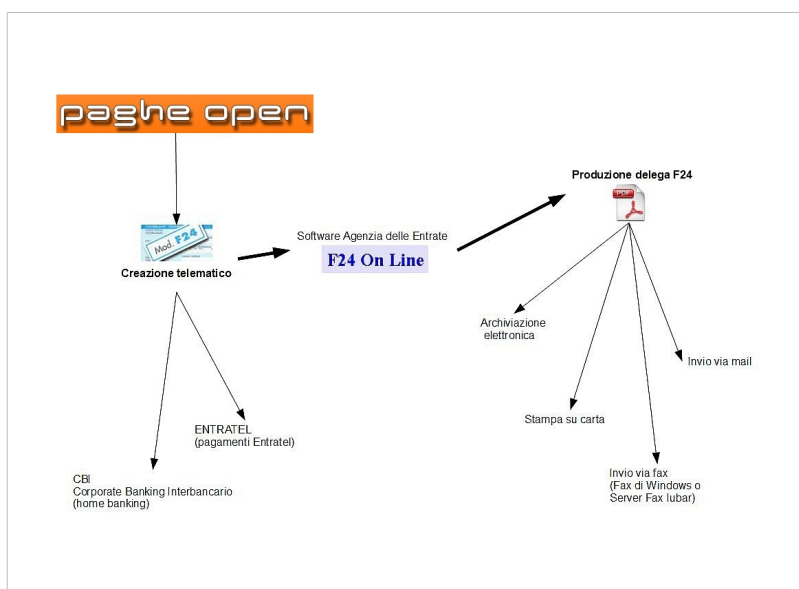 paghe open
Produzione delega F24
PDF
Mod. F24
Software Agenzia delle Entrate
F24 On Line
Creazione telematico
Archiviazione
elettronica
Invio via mail
Stampa su carta
ENTRATEL
(pagamenti Entratel)
Invio via fax
(Fax di Windows o
Server Fax Iubar)
CBI
Corporate Banking Interbancario
(home banking)